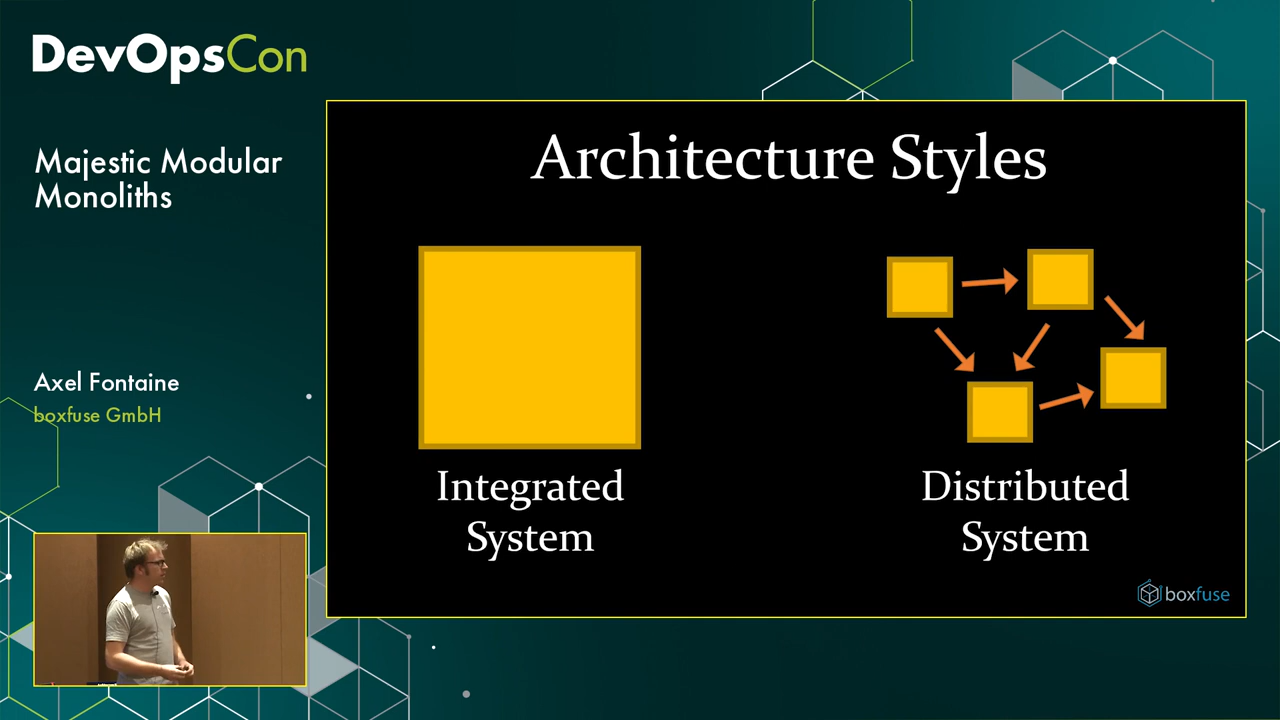 DevOpsCon
Majestic Modular
Monoliths
Axel Fontaine
boxfuse GmbH
Architecture Styles
Integrated
System
Distributed
System
boxfuse